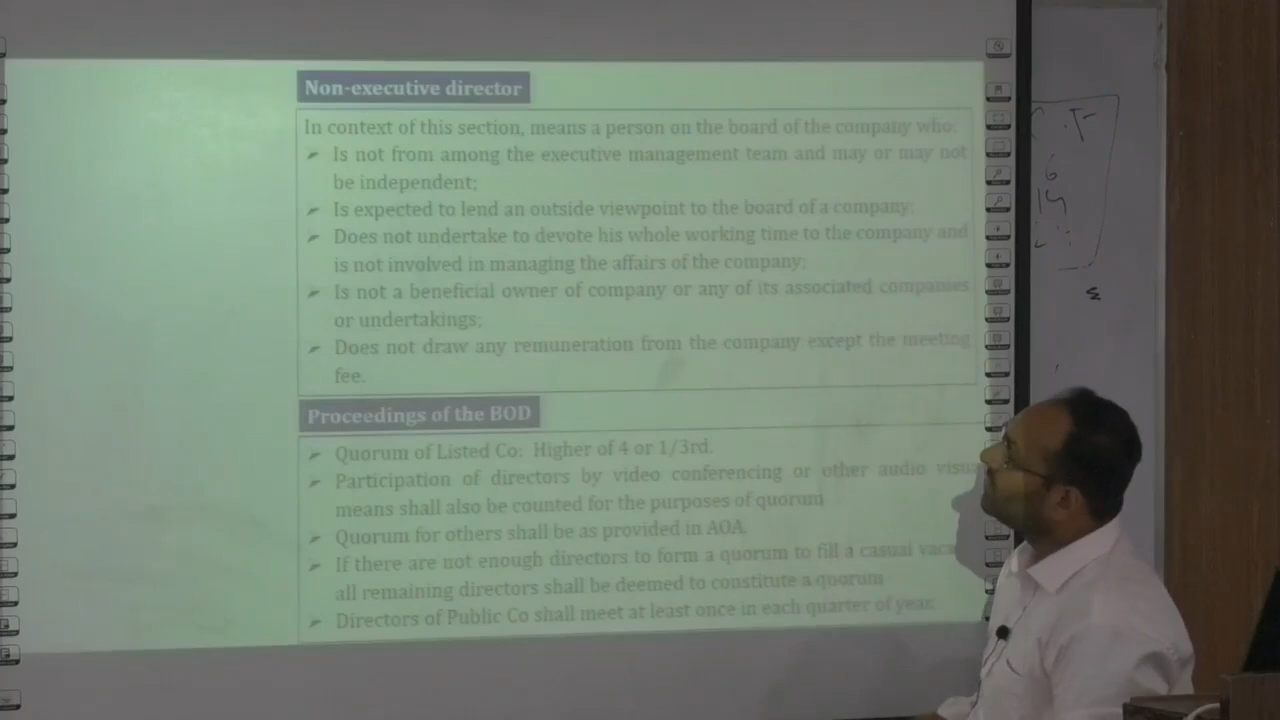 Non-executive director
In context of this section, means a person on the board of the company who:
Is not from among the executive management team and may or may not
be independent;
Is expected to lend an outside viewpoint to the board of a company;
Does not undertake to devote his whole working time to the company and
is not involved in managing the affairs of the company;
Is not a beneficial owner of company or any of its associated companies
or undertakings;
Does not draw any remuneration from the company except the meeting
fee.
Proceedings of the BOD
Quorum of Listed Co: Higher of 4 or 1/3rd.
Participation of directors by video conferencing or other audio visua
means shall also be counted for the purposes of quorum
Quorum for others shall be as provided in AOA.
If there are not enough directors to form a quorum to fill a casual vaca
all remaining directors shall be deemed to constitute a quorum
Directors of Public Co shall meet at least once in each quarter of year.